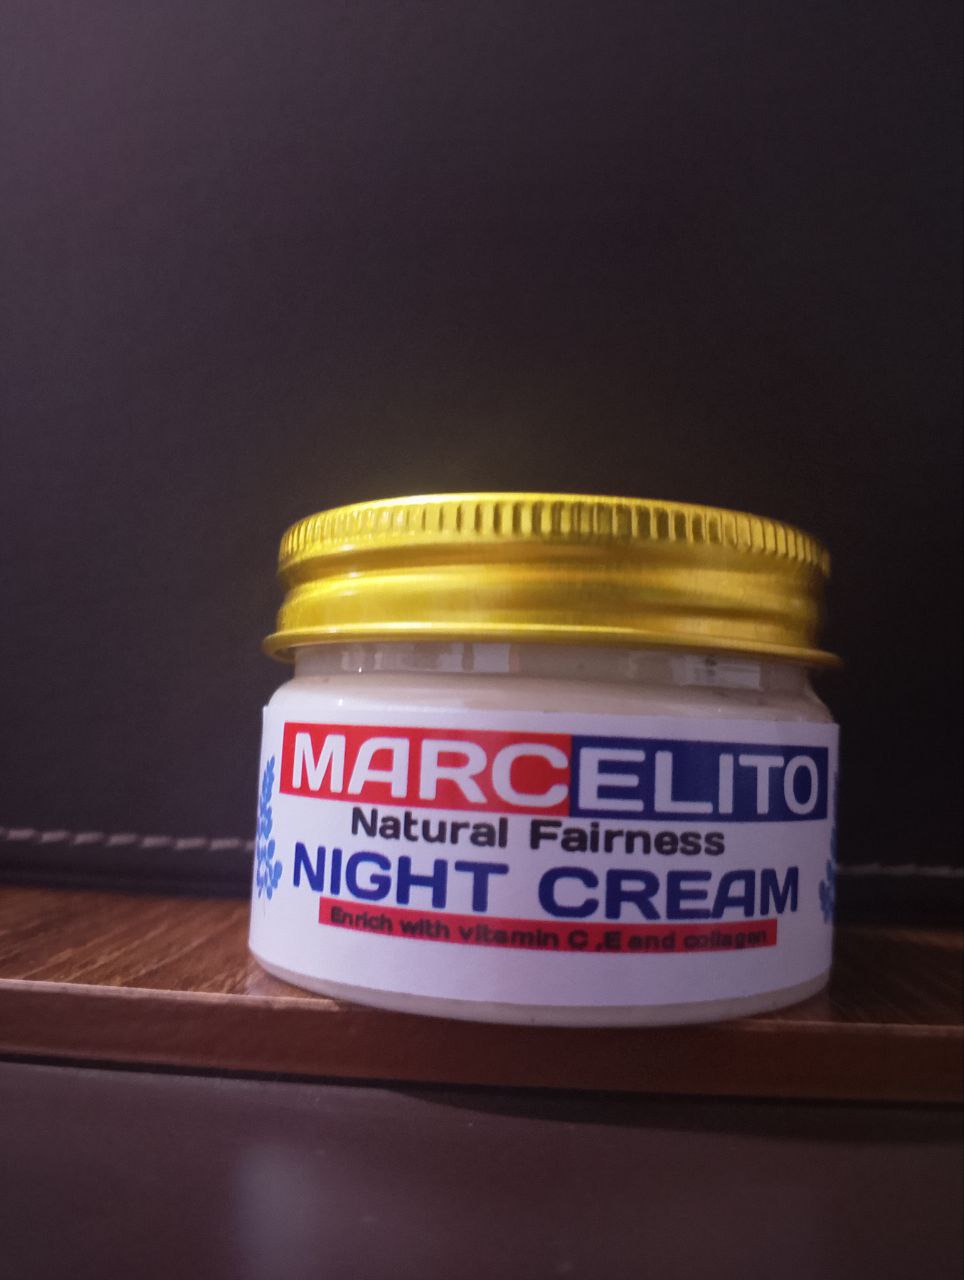 MARCELITO
Natural Fairness
NIGHT CREAM
Enrich with vitamin C ,E and collagen